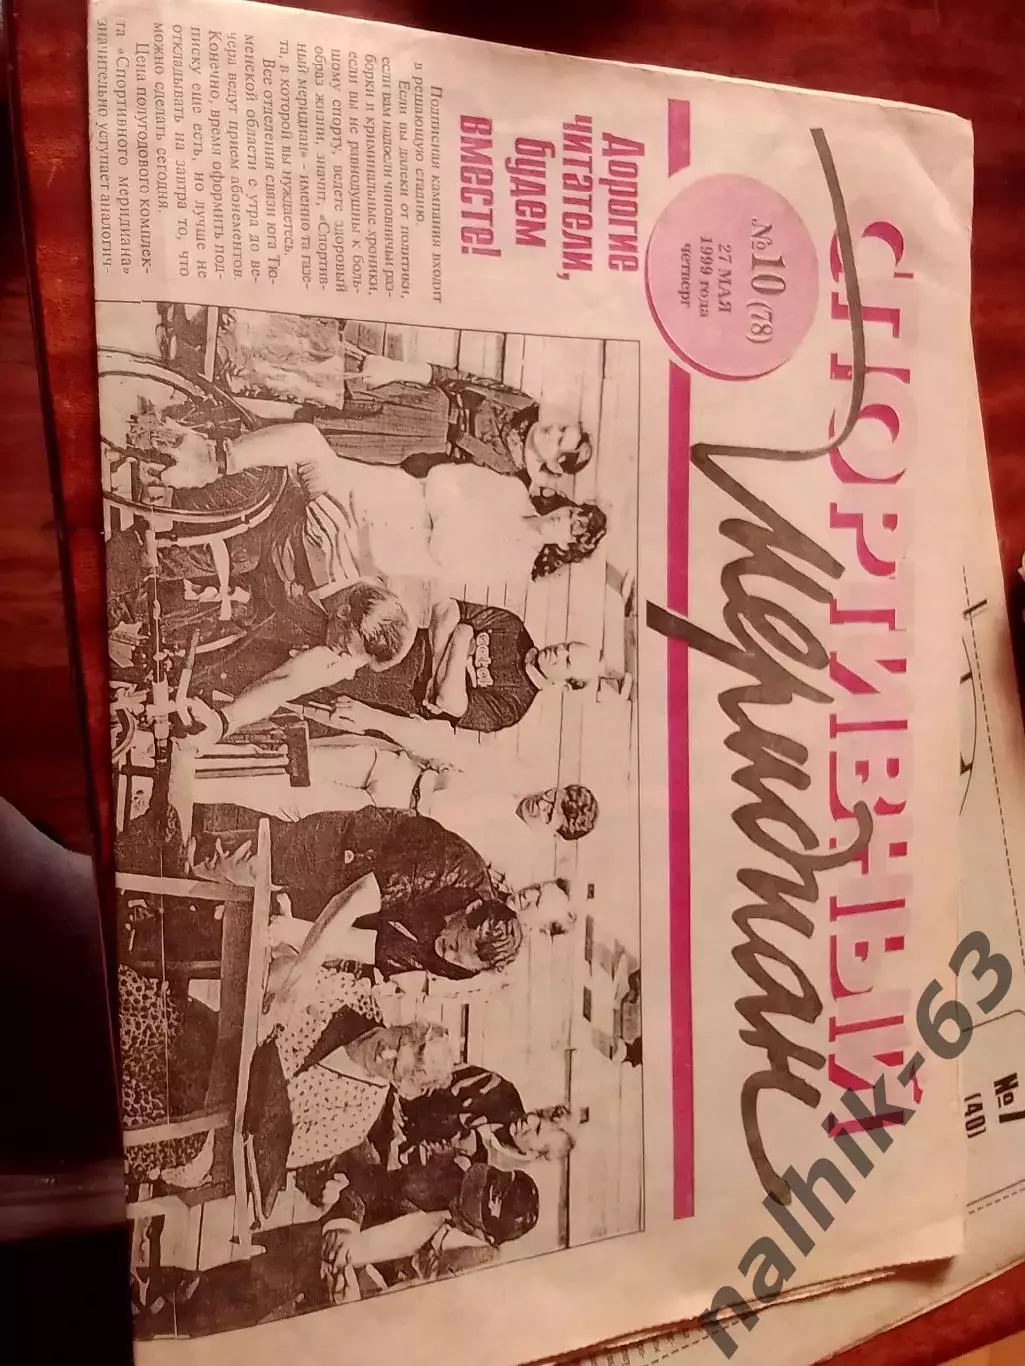 СПОРТИВНЫЙ
Меридиан
№10 (78)
27 МАЯ
1999 года
четверг
Дорогие
читатели,
будем
вместе!
Подписная кампания входит
в решающую стадию.
Если вы далеки от политики,
если вам надоели чиновничьи раз-
борки и криминальные хроники,
если вы не равнодушны к боль-
шому спорту, ведете здоровый
образ жизни, значит, «Спортив-
ный меридиан» - именно та газе-
та, в которой вы нуждаетесь.
Все отделения связи юга Тю-
менской области с утра до ве-
чера ведут прием абонементов.
Конечно, время оформить под-
писку еще есть, но лучше не
откладывать на завтра то, что
можно сделать сегодня.
Цена полугодового комплек-
та «Спортивного меридиана»
значительно уступает аналогич-
№1
(40)
nalhik-63